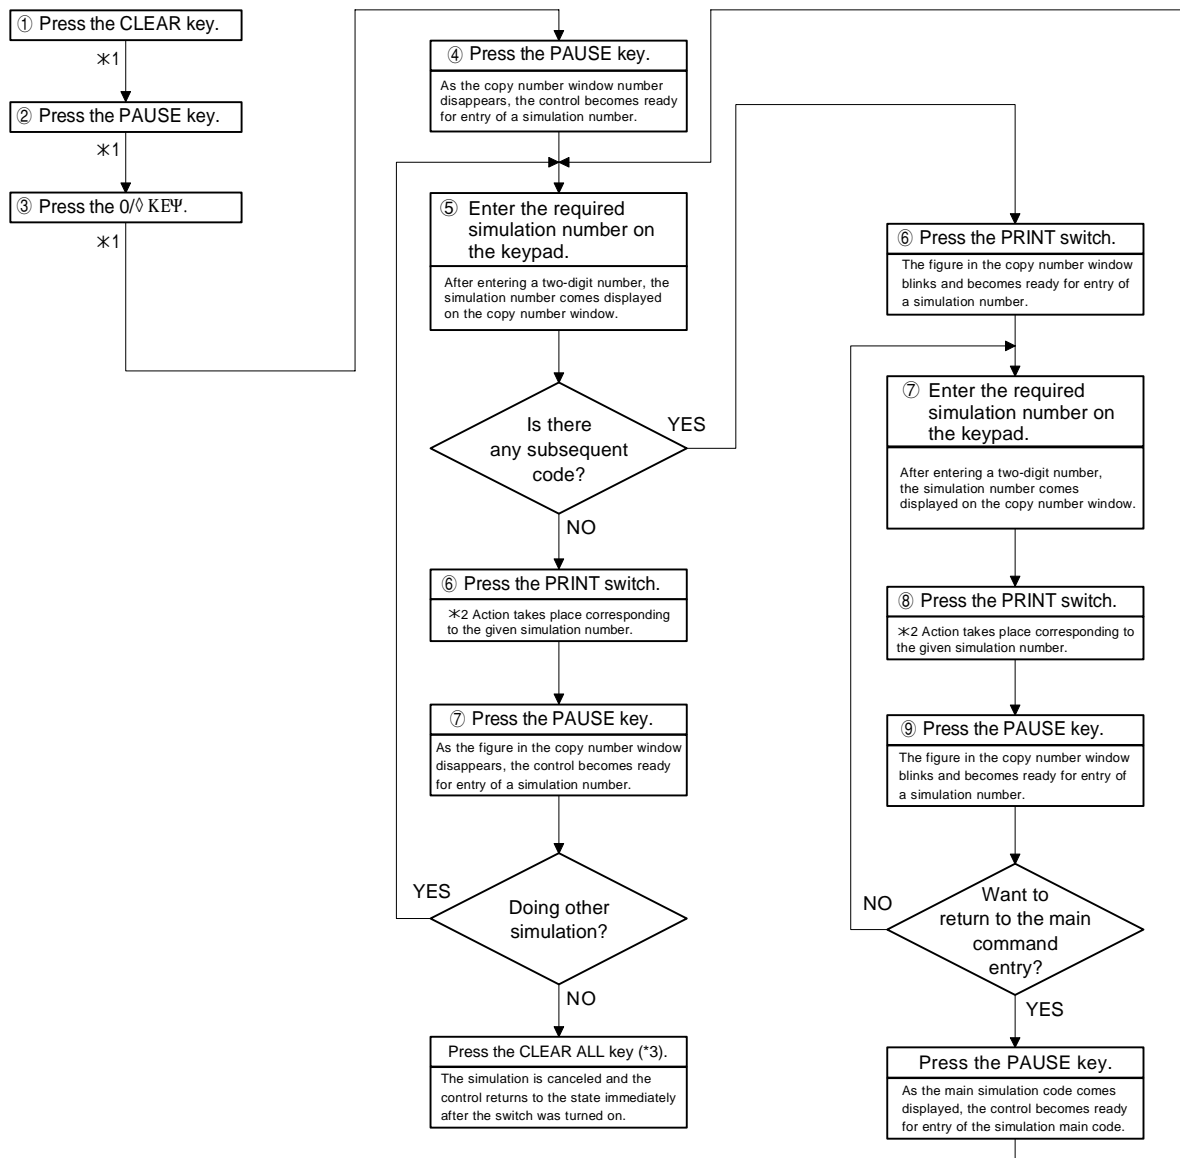 ① Press the CLEAR key.
＊1
② Press the PAUSE key.
＊1
③ Press the 0/◊ ΚΕΨ.
＊1
④ Press the PAUSE key.
As the copy number window number
disappears, the control becomes ready
for entry of a simulation number.
⑤ Enter the required
simulation number on
the keypad.
After entering a two-digit number, the
simulation number comes displayed
on the copy number window.
Is there
any subsequent
code?
YES
NO
⑥ Press the PRINT switch.
＊2 Action takes place corresponding
to the given simulation number.
⑦ Press the PAUSE key.
As the figure in the copy number window
disappears, the control becomes ready
for entry of a simulation number.
YES
Doing other
simulation?
NO
Press the CLEAR ALL key (*3).
The simulation is canceled and the
control returns to the state immediately
after the switch was turned on.
⑥ Press the PRINT switch.
The figure in the copy number window
blinks and becomes ready for entry of
a simulation number.
⑦ Enter the required
simulation number on
the keypad.
After entering a two-digit number,
the simulation number comes
displayed on the copy number window.
⑧ Press the PRINT switch.
＊2 Action takes place corresponding to
the given simulation number.
⑨ Press the PAUSE key.
The figure in the copy number window
blinks and becomes ready for entry of
a simulation number.
NO
Want to
return to the main
command
entry?
YES
Press the PAUSE key.
As the main simulation code comes
displayed, the control becomes ready
for entry of the simulation main code.